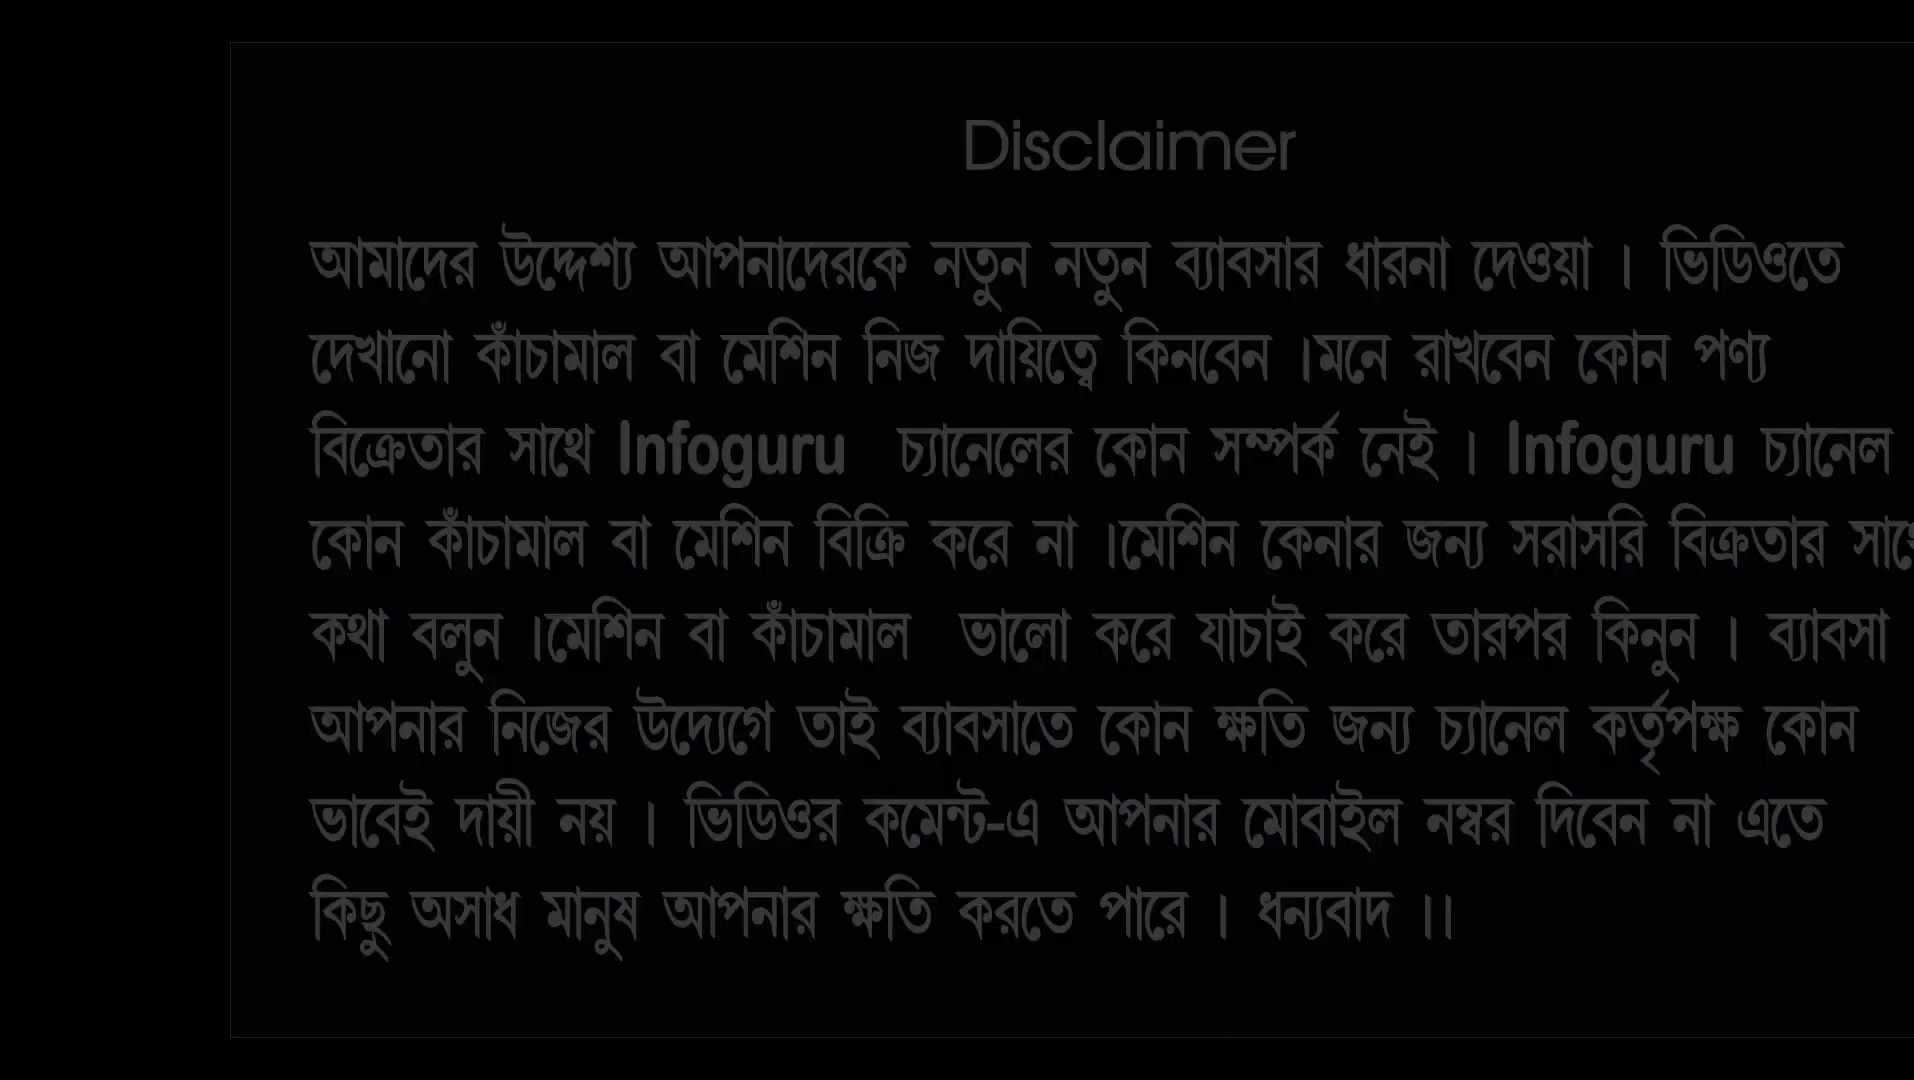 Disclaimer
আমাদের উদ্দেশ্য আপনাদেরকে নতুন নতুন ব্যাবসার ধারনা দেওয়া । ভিডিওতে
দেখানো কাঁচামাল বা মেশিন নিজ দায়িত্বে কিনবেন ।মনে রাখবেন কোন পণ্য
বিক্রেতার সাথে Infoguru চ্যানেলের কোন সম্পর্ক নেই । Infoguru চ্যানেল
কোন কাঁচামাল বা মেশিন বিক্রি করে না ।মেশিন কেনার জন্য সরাসরি বিক্রতার
কথা বলুন ।মেশিন বা কাঁচামাল ভালো করে যাচাই করে তারপর কিনুন । ব্যাবসা
আপনার নিজের উদ্যেগে তাই ব্যাবসাতে কোন ক্ষতি জন্য চ্যানেল কর্তৃপক্ষ কোন
ভাবেই দায়ী নয় । ভিডিওর কমেন্ট-এ আপনার মোবাইল নম্বর দিবেন না এতে
কিছু অসাধ মানুষ আপনার ক্ষতি করতে পারে । ধন্যবাদ ।।